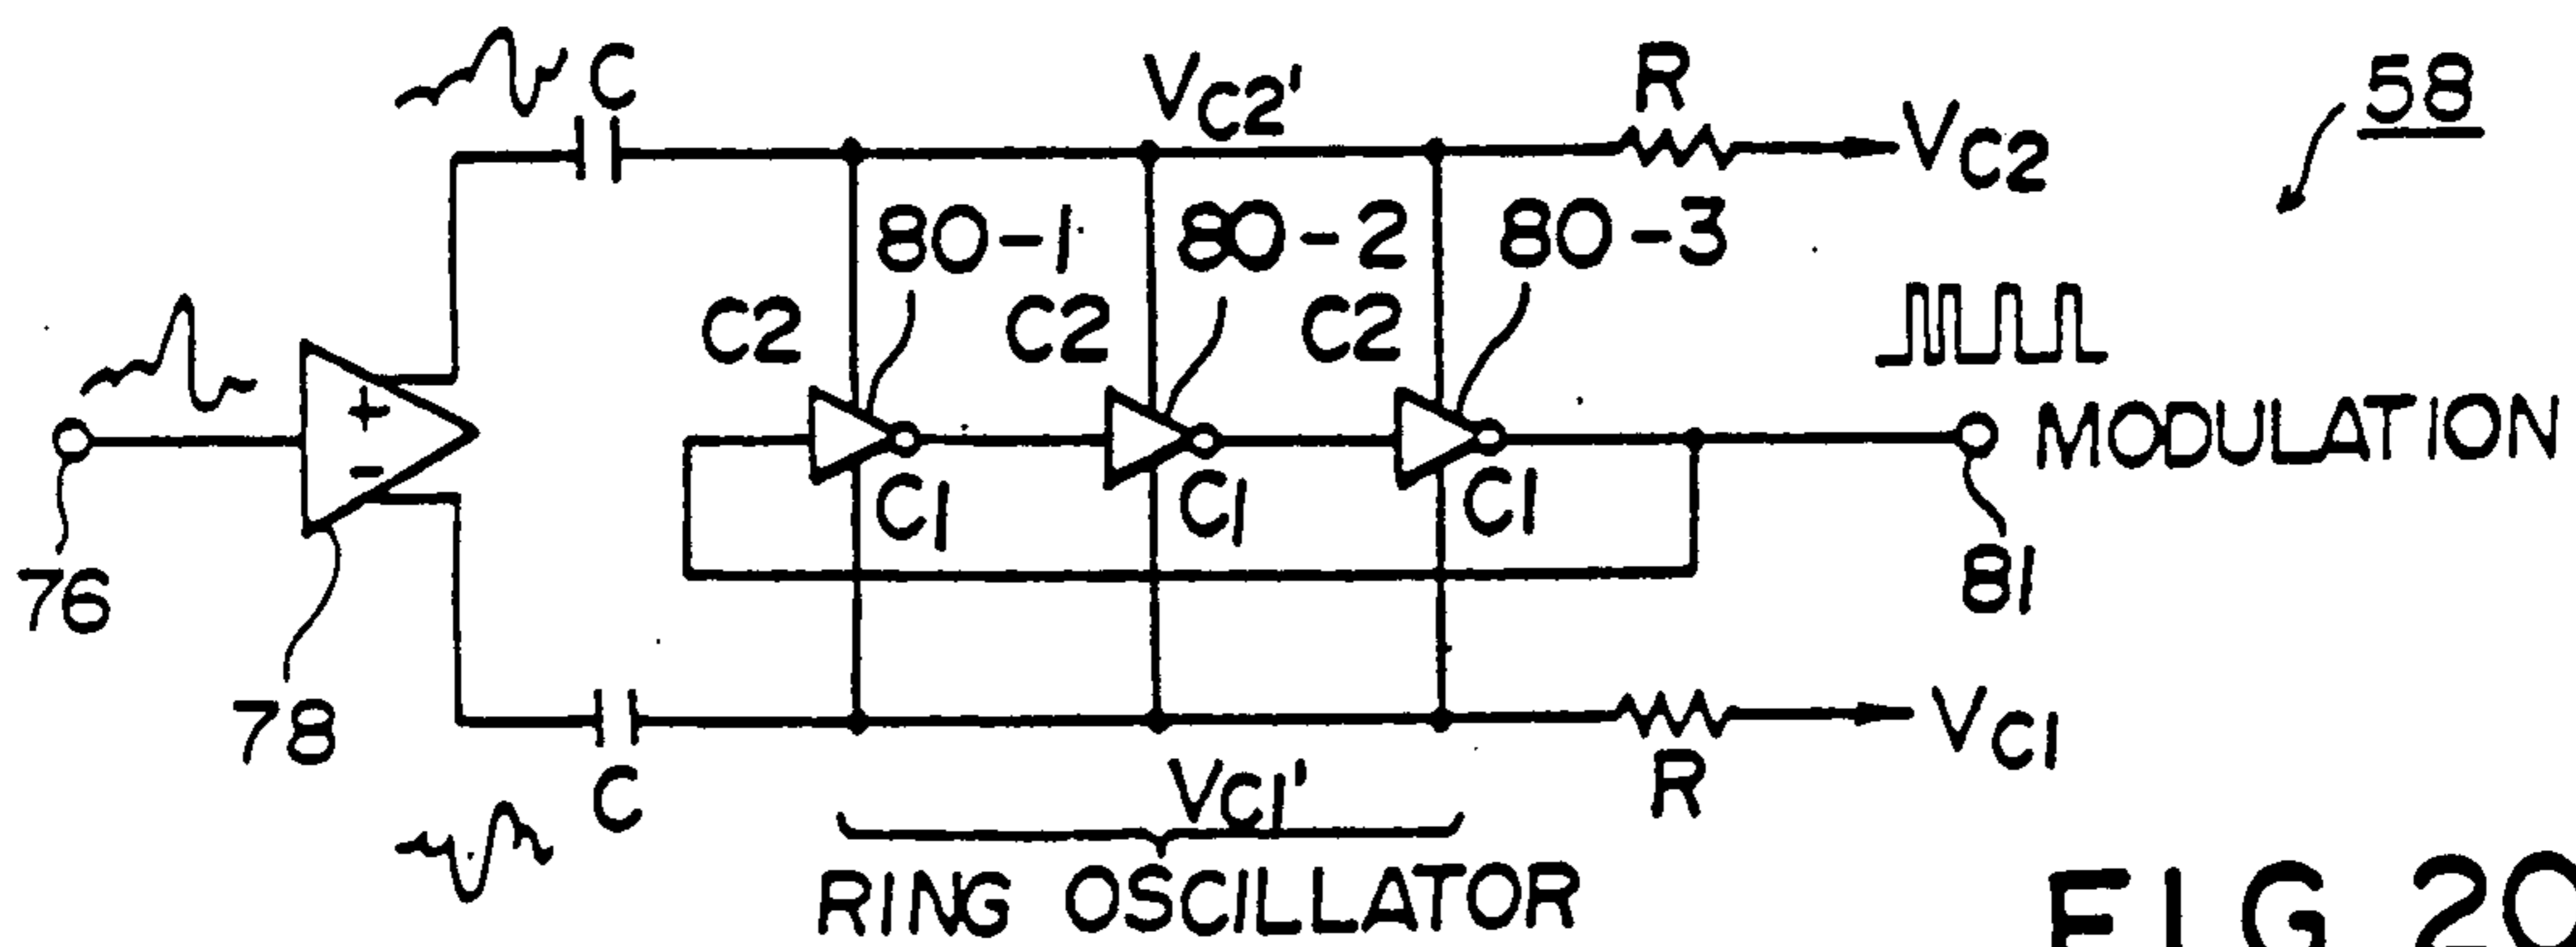 C
V_C2'
R
V_C2
58
80-1
80-2
80-3
C2
C2
C2
+
-
C1
C1
C1
MODULATION
76
81
78
C
V_C1'
R
V_C1
RING OSCILLATOR
FIG 20